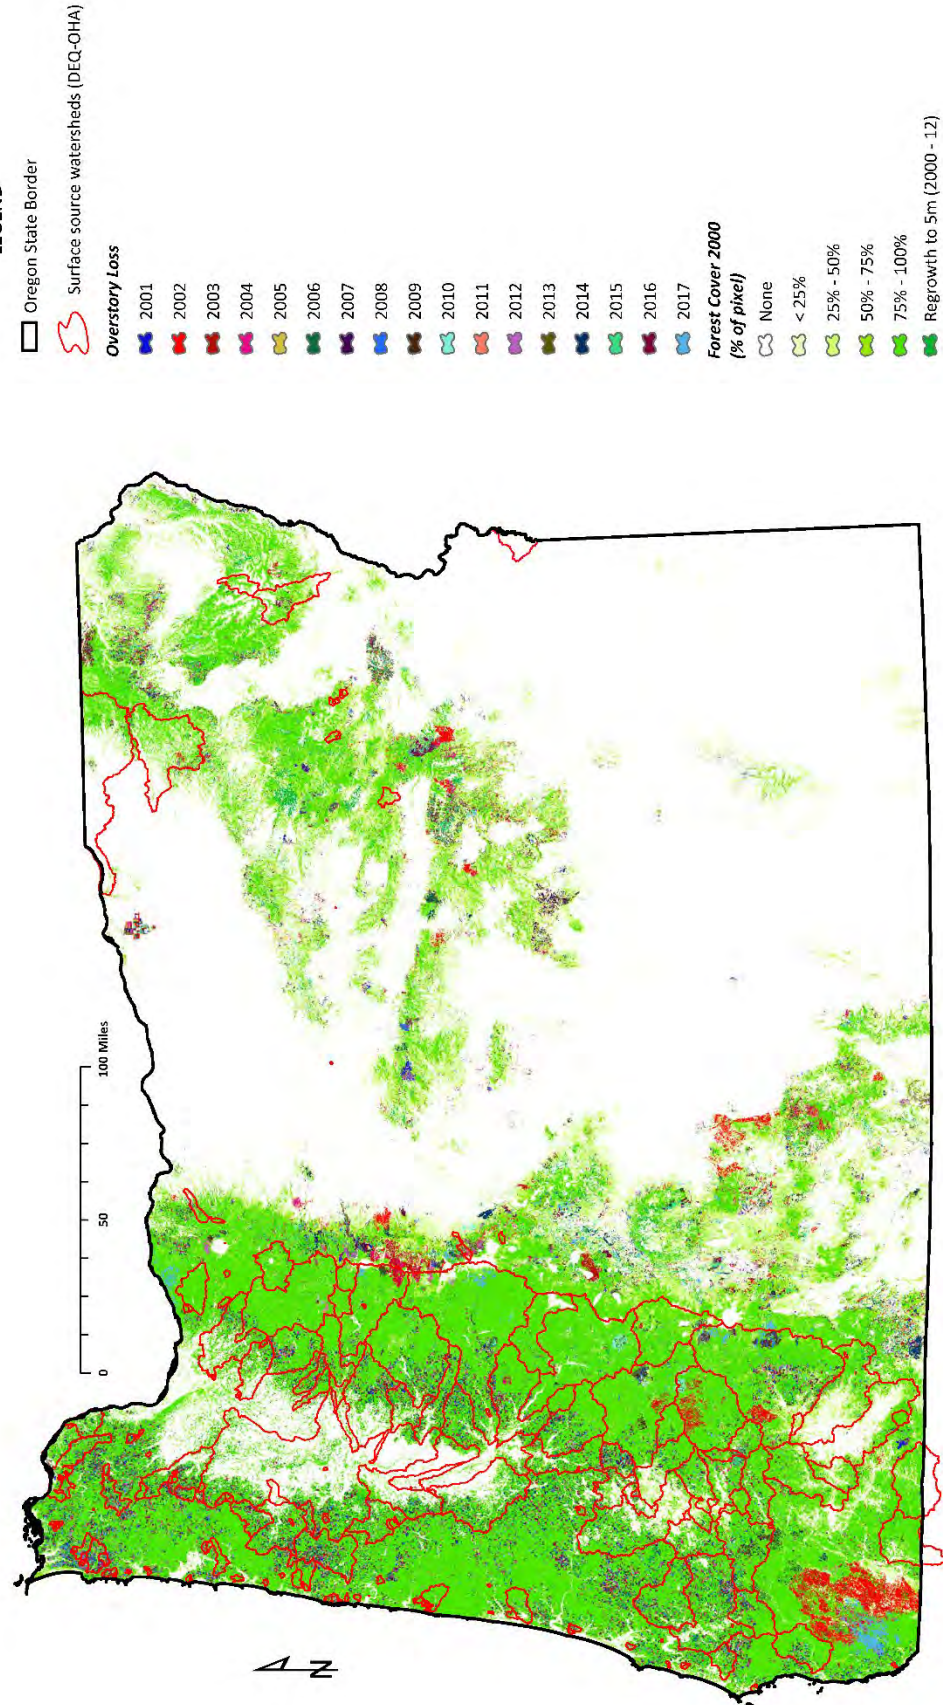 Oregon State Border
Surface source watersheds (DEQ-OHA)
Overstory Loss
2001
2002
2003
2004
2005
2006
2007
2008
2009
2010
2011
2012
2013
2014
2015
2016
2017
Forest Cover 2000
(% of pixel)
None
< 25%
25% - 50%
50% - 75%
75% - 100%
Regrowth to 5m (2000 - 12)
0
50
100 Miles
N